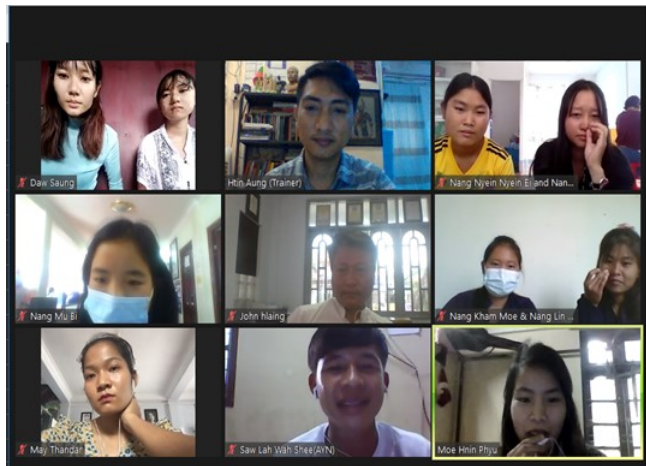 Daw Saung
Htin Aung (Trainer)
Nang Nyein Nyein Ei and Nan...
Nang Mu Bi
John hlaing
Nang Kham Moe & Nang Lin ...
May Thandar
Saw Lah Wah Shee(AYN)
Moe Hnin Phyu